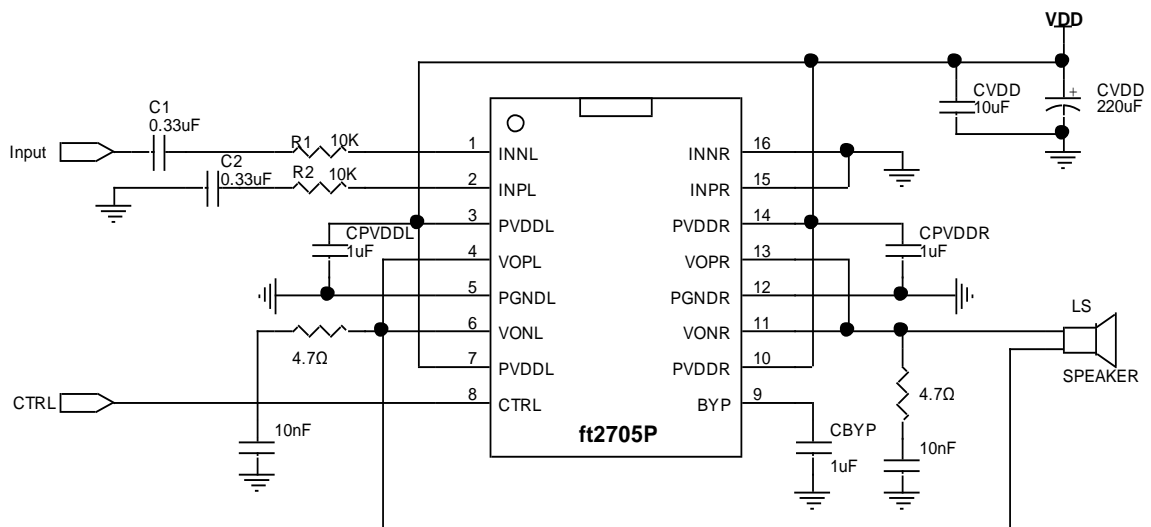 VDD
CVDD
10uF
CVDD
220uF
+
C1
0.33uF
Input
R1 10K
C2
0.33uF
R2 10K
1
INNL
INNR
16
2
INPL
INPR
15
3
PVDDL
PVDDR
14
CPVDDL
1uF
CPVDDR
1uF
4
VOPL
VOPR
13
5
PGNDL
PGNDR
12
6
VONL
VONR
11
4.7Ω
LS
SPEAKER
7
PVDDL
PVDDR
10
CTRL
8
CTRL
BYP
9
4.7Ω
10nF
ft2705P
CBYP
1uF
10nF